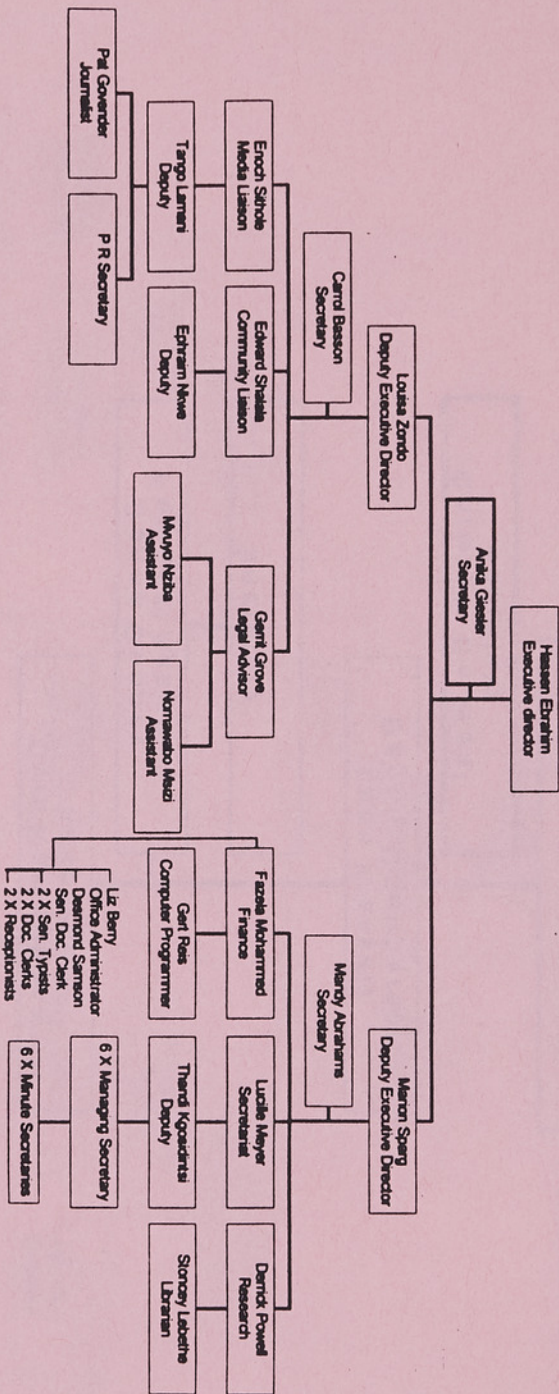 Hassen Ebrahim
Executive director
Anika Giesler
Secretary
Louisa Zondo
Deputy Executive Director
Marion Sparg
Deputy Executive Director
Carrol Basson
Secretary
Mandy Abrahams
Secretary
Enoch Sithole
Media Liaison
Edward Shalala
Community Liaison
Gerrit Grove
Legal Advisor
Fazela Mohammed
Finance
Lucille Meyer
Secretariat
Derrick Powell
Research
Tango Lamani
Deputy
Ephraim Nkwe
Deputy
Mvuyo Nziba
Assistant
Nomawabo Msizi
Assistant
Gert Reis
Computer Programmer
Thandi Kgosidintsi
Deputy
Stoncey Lebethe
Librarian
Pat Govender
Journalist
P R Secretary
Liz Berry
Office Administrator
Desmond Samson
Sen. Doc. Clerk
2 X Sen. Typists
2 X Doc. Clerks
2 X Receptionists
6 X Managing Secretary
6 X Minute Secretaries